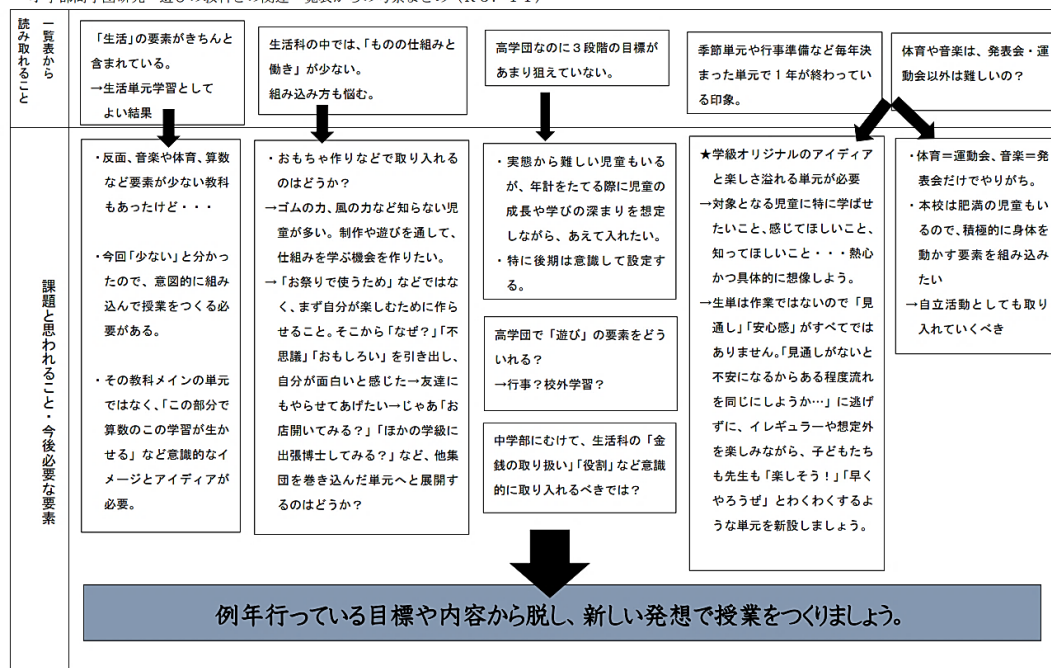 一覧表から
読み取れること
「生活」の要素がきちんと
含まれている。
→生活単元学習として
よい結果
生活科の中では、「ものの仕組みと
働き」が少ない。
組み込み方も悩む。
高学団なのに３段階の目標が
あまり狙えていない。
季節単元や行事準備など毎年決
まった単元で１年が終わっている
印象。
体育や音楽は、発表会・運
動会以外は難しいの？
課題と思われること・今後必要な要素
・反面、音楽や体育、算数
など要素が少ない教科
もあったけど・・・
・今回「少ない」と分かっ
たので、意図的に組み込
んで授業をつくる必
要がある。
・その教科メインの単元
ではなく、「この部分で
算数のこの学習が生か
せる」など意識的なイ
メージとアイディアが
必要。
・おもちゃ作りなどで取り入れる
のはどうか？
→ゴムの力、風の力など知らない児
童が多い。制作や遊びを通して、
仕組みを学ぶ機会を作りたい。
→「お祭りで使うため」などではな
く、まず自分が楽しむために作ら
せること。そこから「なぜ？」「不
思議」「おもしろい」を引き出し、
自分が面白いと感じた→友達に
もやらせてあげたい→じゃあ「お
店開いてみる？」「ほかの学級に
出張博士してみる？」など、他集
団を巻き込んだ単元へと展開す
るのはどうか？
・実態から難しい児童もいる
が、年計をたてる際に児童の
成長や学びの深まりを想定
しながら、あえて入れたい。
・特に後期は意識して設定す
る。
高学団で「遊び」の要素をどう
いれる？
→行事？校外学習？
中学部にむけて、生活科の「金
銭の取り扱い」「役割」など意識
的に取り入れるべきでは？
★学級オリジナルのアイディア
と楽しさ溢れる単元が必要
→対象となる児童に特に学ばせ
たいこと、感じてほしいこと、
知ってほしいこと・・・熱心
かつ具体的に想像しよう。
→生単は作業ではないので「見
通し」「安心感」がすべてでは
ありません。「見通しがないと
不安になるからある程度流れ
を同じにしようか…」に逃げ
ずに、イレギュラーや想定外
を楽しみながら、子どもたち
も先生も「楽しそう！」「早く
やろうぜ」とわくわくするよ
うな単元を新設しましょう。
・体育＝運動会、音楽＝発
表会だけでやりがち。
・本校は肥満の児童もい
るので、積極的に身体を
動かす要素を組み込み
たい
→自立活動としても取り
入れていくべき
例年行っている目標や内容から脱し、新しい発想で授業をつくりましょう。